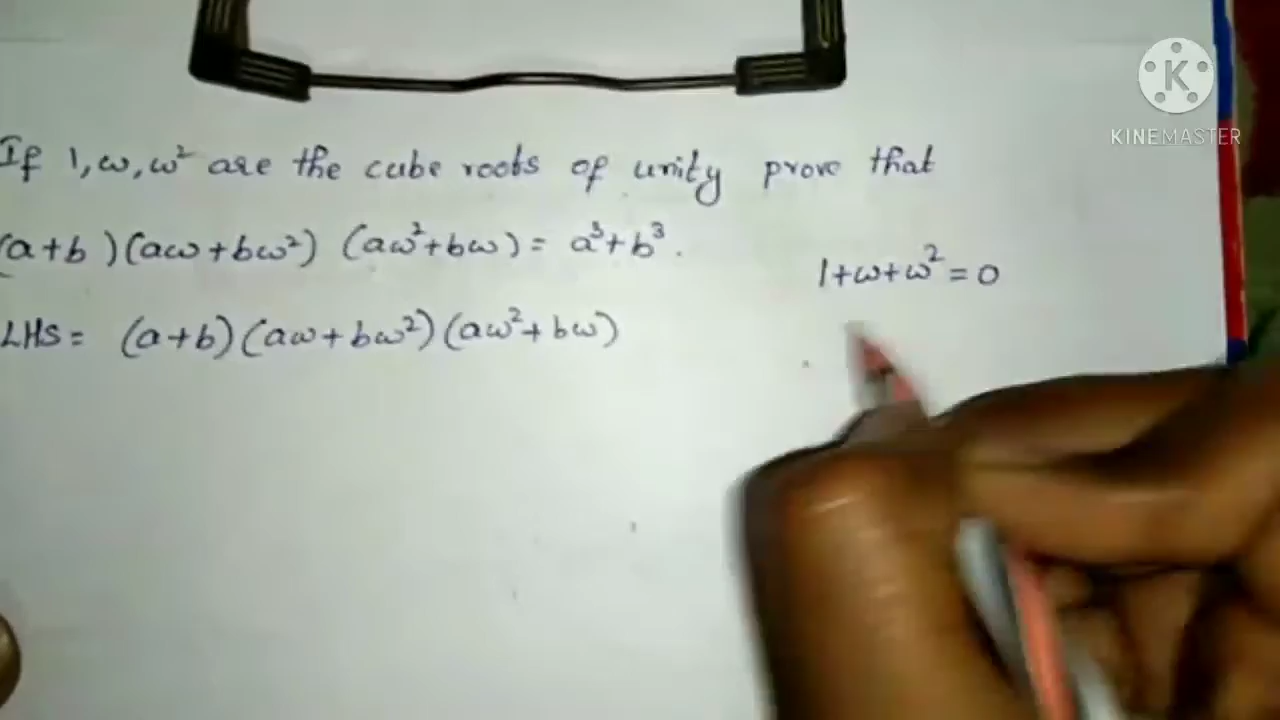 If 1, ω, ω² are the cube roots of unity prove that
(a+b)(aω+bω²) (aω²+bω) = a³+b³.
1+ω+ω² = 0
LHS = (a+b)(aω+bω²)(aω²+bω)
K
KINEMASTER